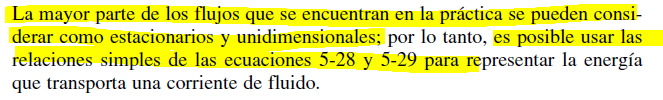 La mayor parte de los flujos que se encuentran en la práctica se pueden consi-
derar como estacionarios y unidimensionales; por lo tanto, es posible usar las
relaciones simples de las ecuaciones 5-28 y 5-29 para representar la energía
que transporta una corriente de fluido.